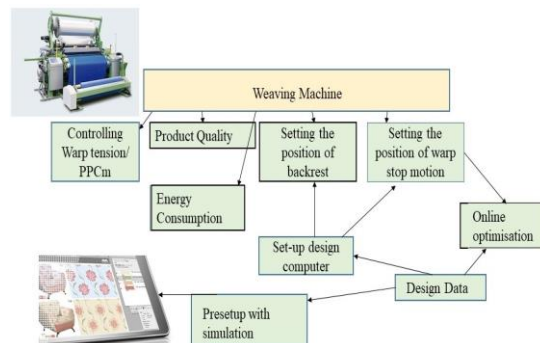 Weaving Machine
Controlling
Warp tension/
PPCm
Product Quality
Setting the
position of
backrest
Setting the
position of warp
stop motion
Energy
Consumption
Online
optimisation
Set-up design
computer
Design Data
Presetup with
simulation